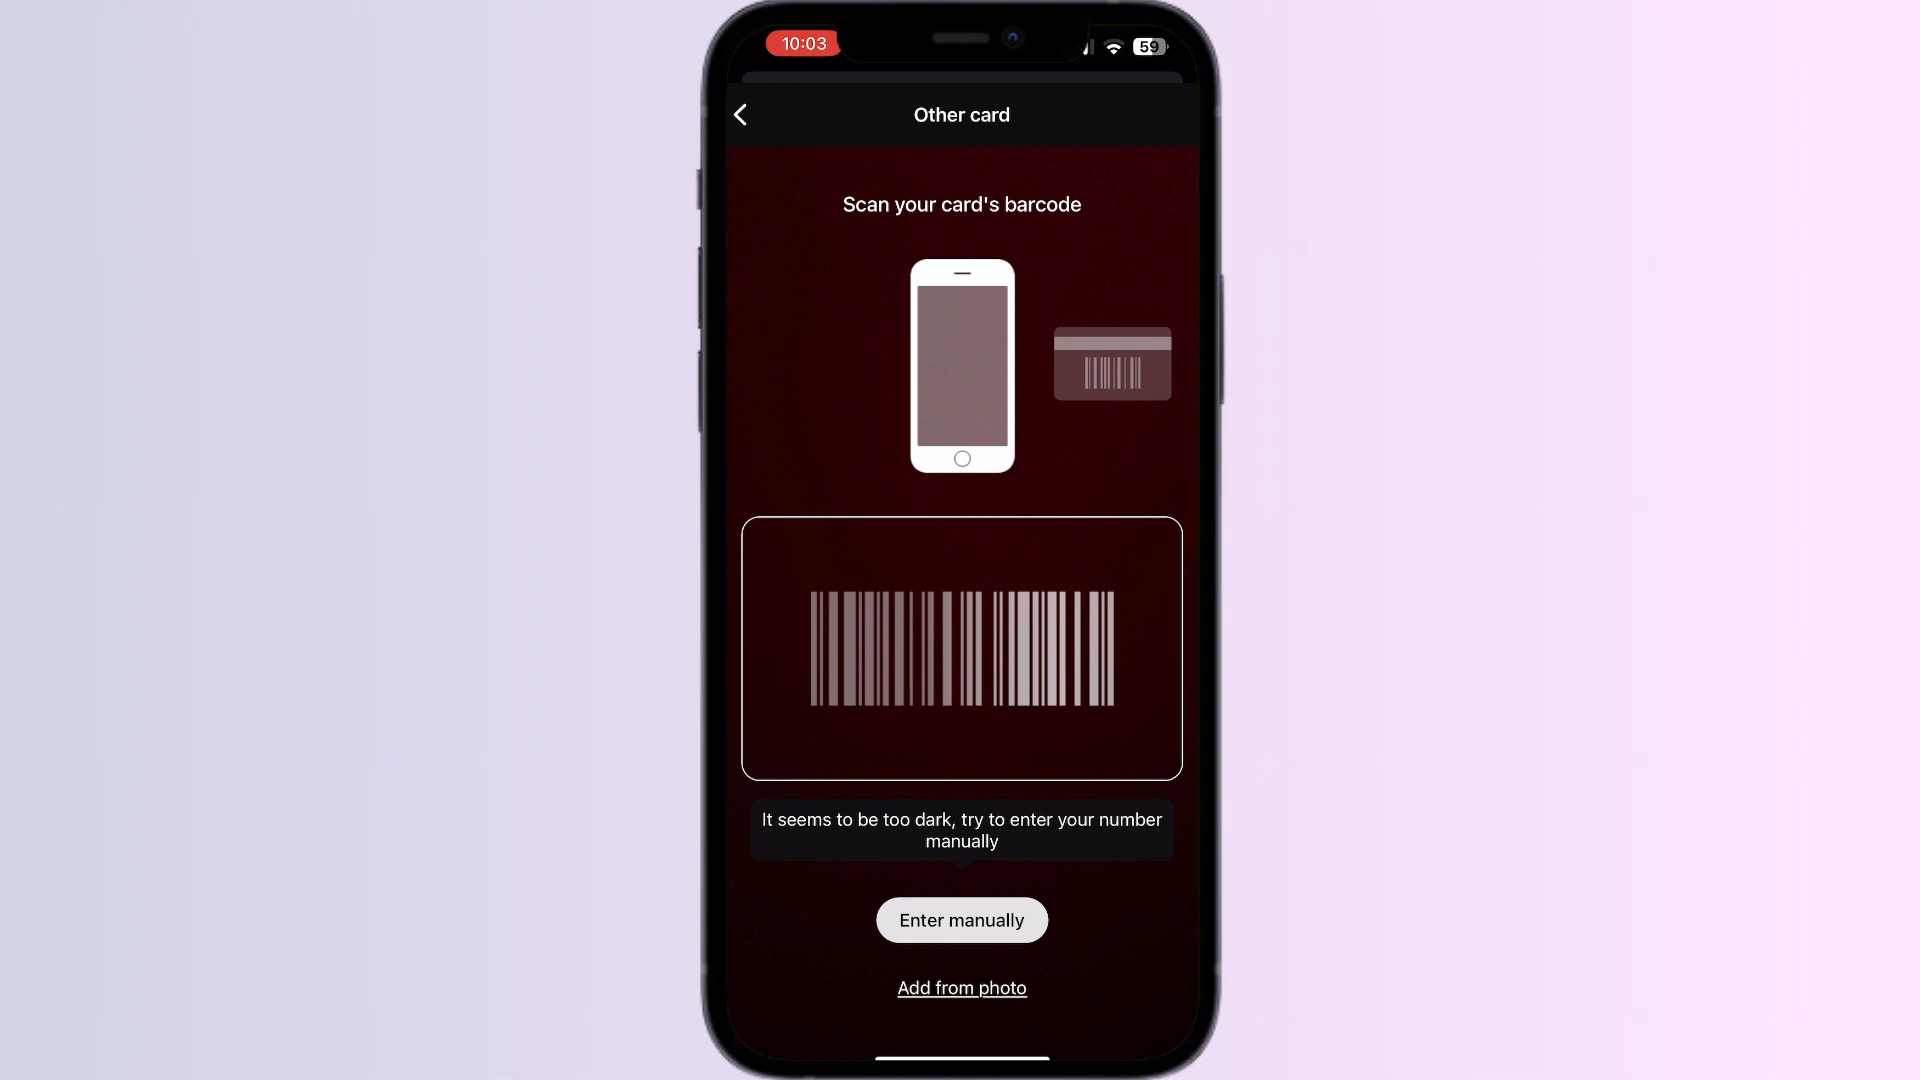 10:03
59
Other card
Scan your card's barcode
It seems to be too dark, try to enter your number
manually
Enter manually
Add from photo